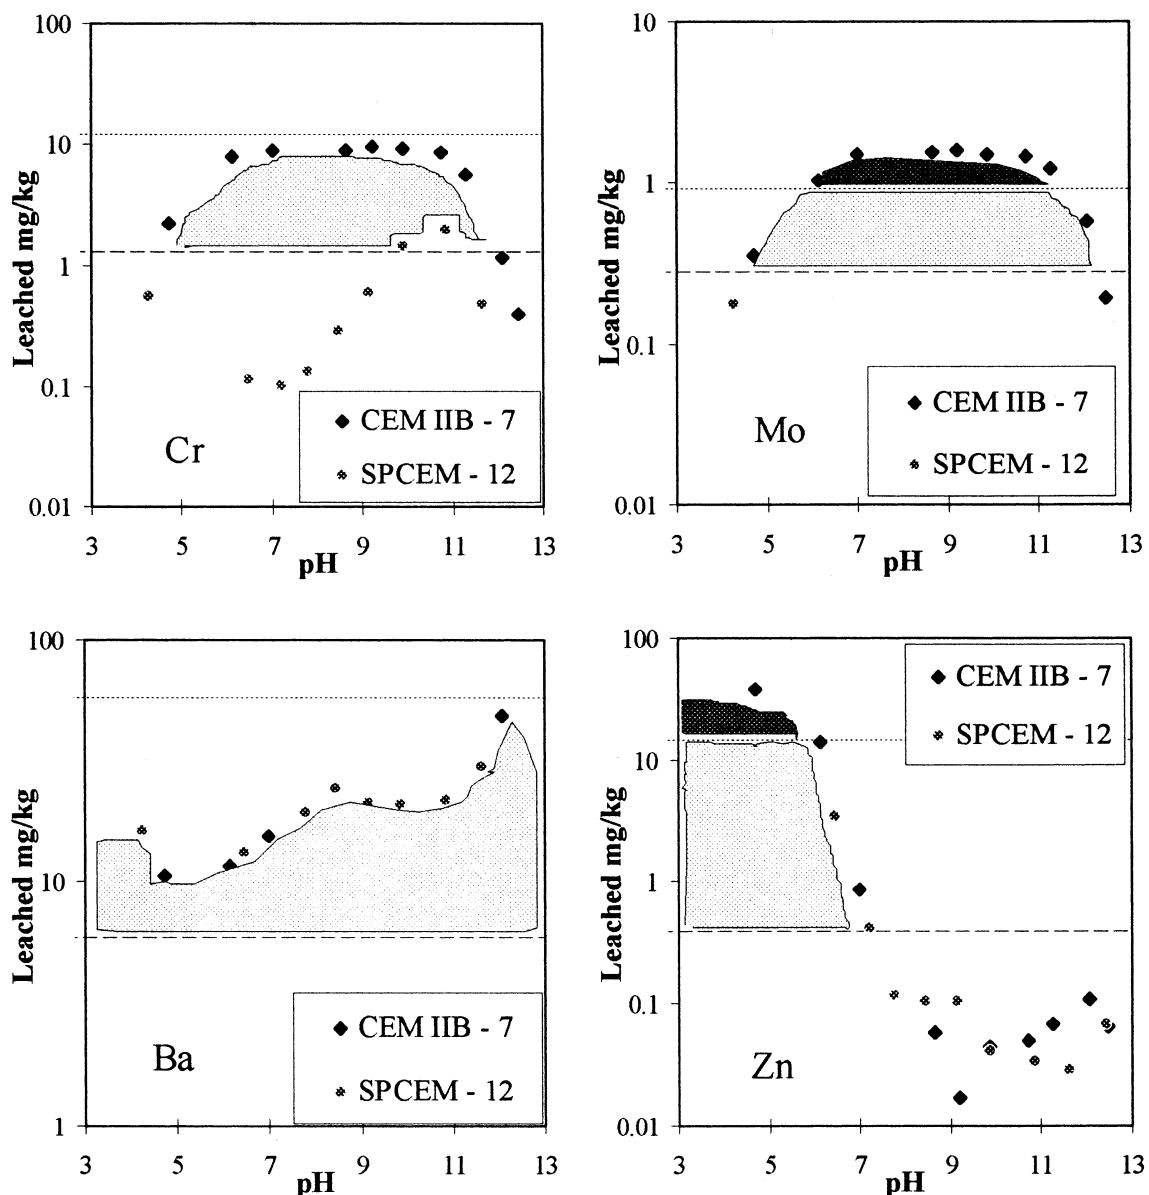 100
10
1
0.1
0.01
Leached mg/kg
Cr
CEM IIB - 7
SPCEM - 12
3 5 7 9 11 13
pH
10
1
0.1
0.01
Leached mg/kg
Mo
CEM IIB - 7
SPCEM - 12
3 5 7 9 11 13
pH
100
10
1
Leached mg/kg
Ba
CEM IIB - 7
SPCEM - 12
3 5 7 9 11 13
pH
100
10
1
0.1
0.01
Leached mg/kg
CEM IIB - 7
SPCEM - 12
Zn
3 5 7 9 11 13
pH